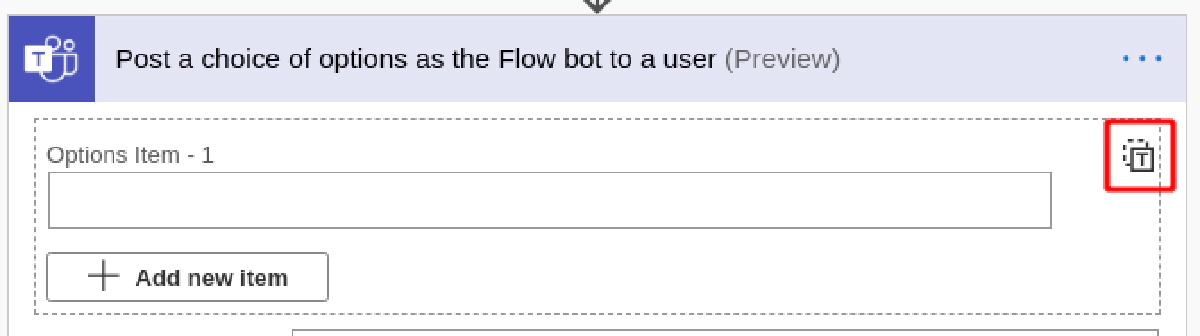 Post a choice of options as the Flow bot to a user (Preview)
Options Item - 1
T
Add new item